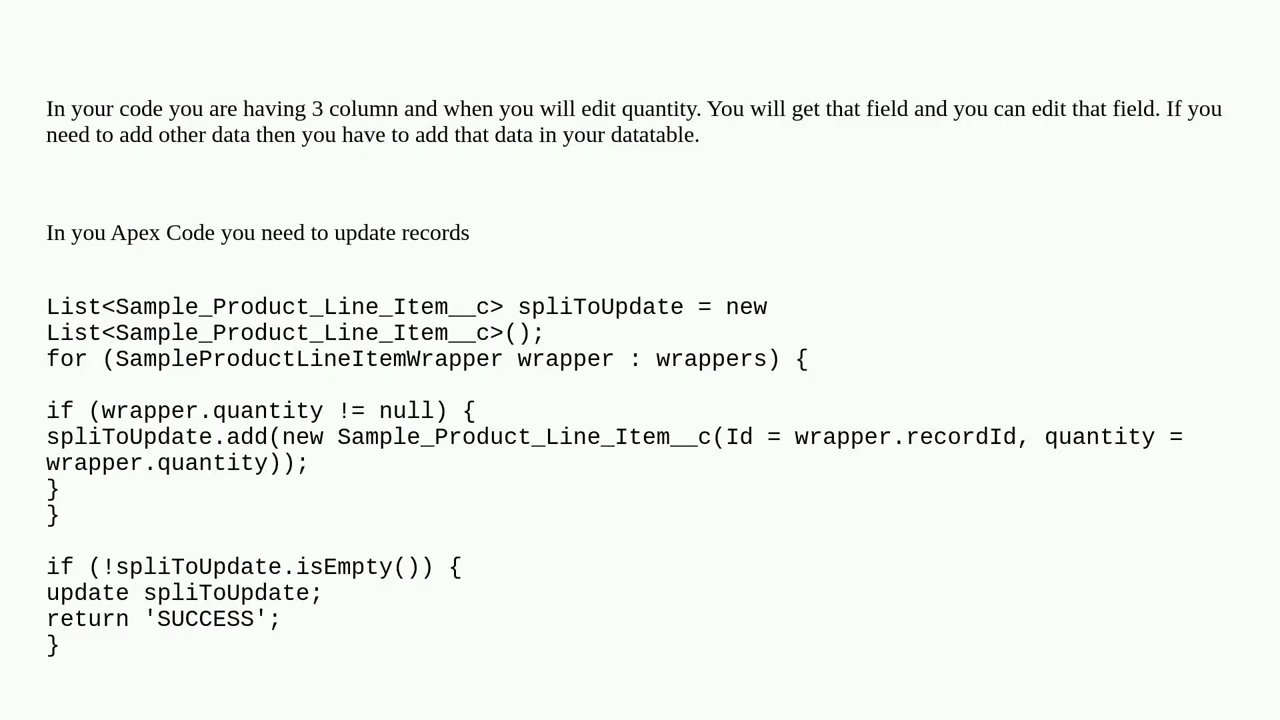 In your code you are having 3 column and when you will edit quantity. You will get that field and you can edit that field. If you
need to add other data then you have to add that data in your datatable.
In you Apex Code you need to update records
List<Sample_Product_Line_Item__c> spliToUpdate = new
List<Sample_Product_Line_Item__c>();
for (SampleProductLineItemWrapper wrapper : wrappers) {
if (wrapper.quantity != null) {
spliToUpdate.add(new Sample_Product_Line_Item__c(Id = wrapper.recordId, quantity =
wrapper.quantity));
}
}
if (!spliToUpdate.isEmpty()) {
update spliToUpdate;
return 'SUCCESS';
}